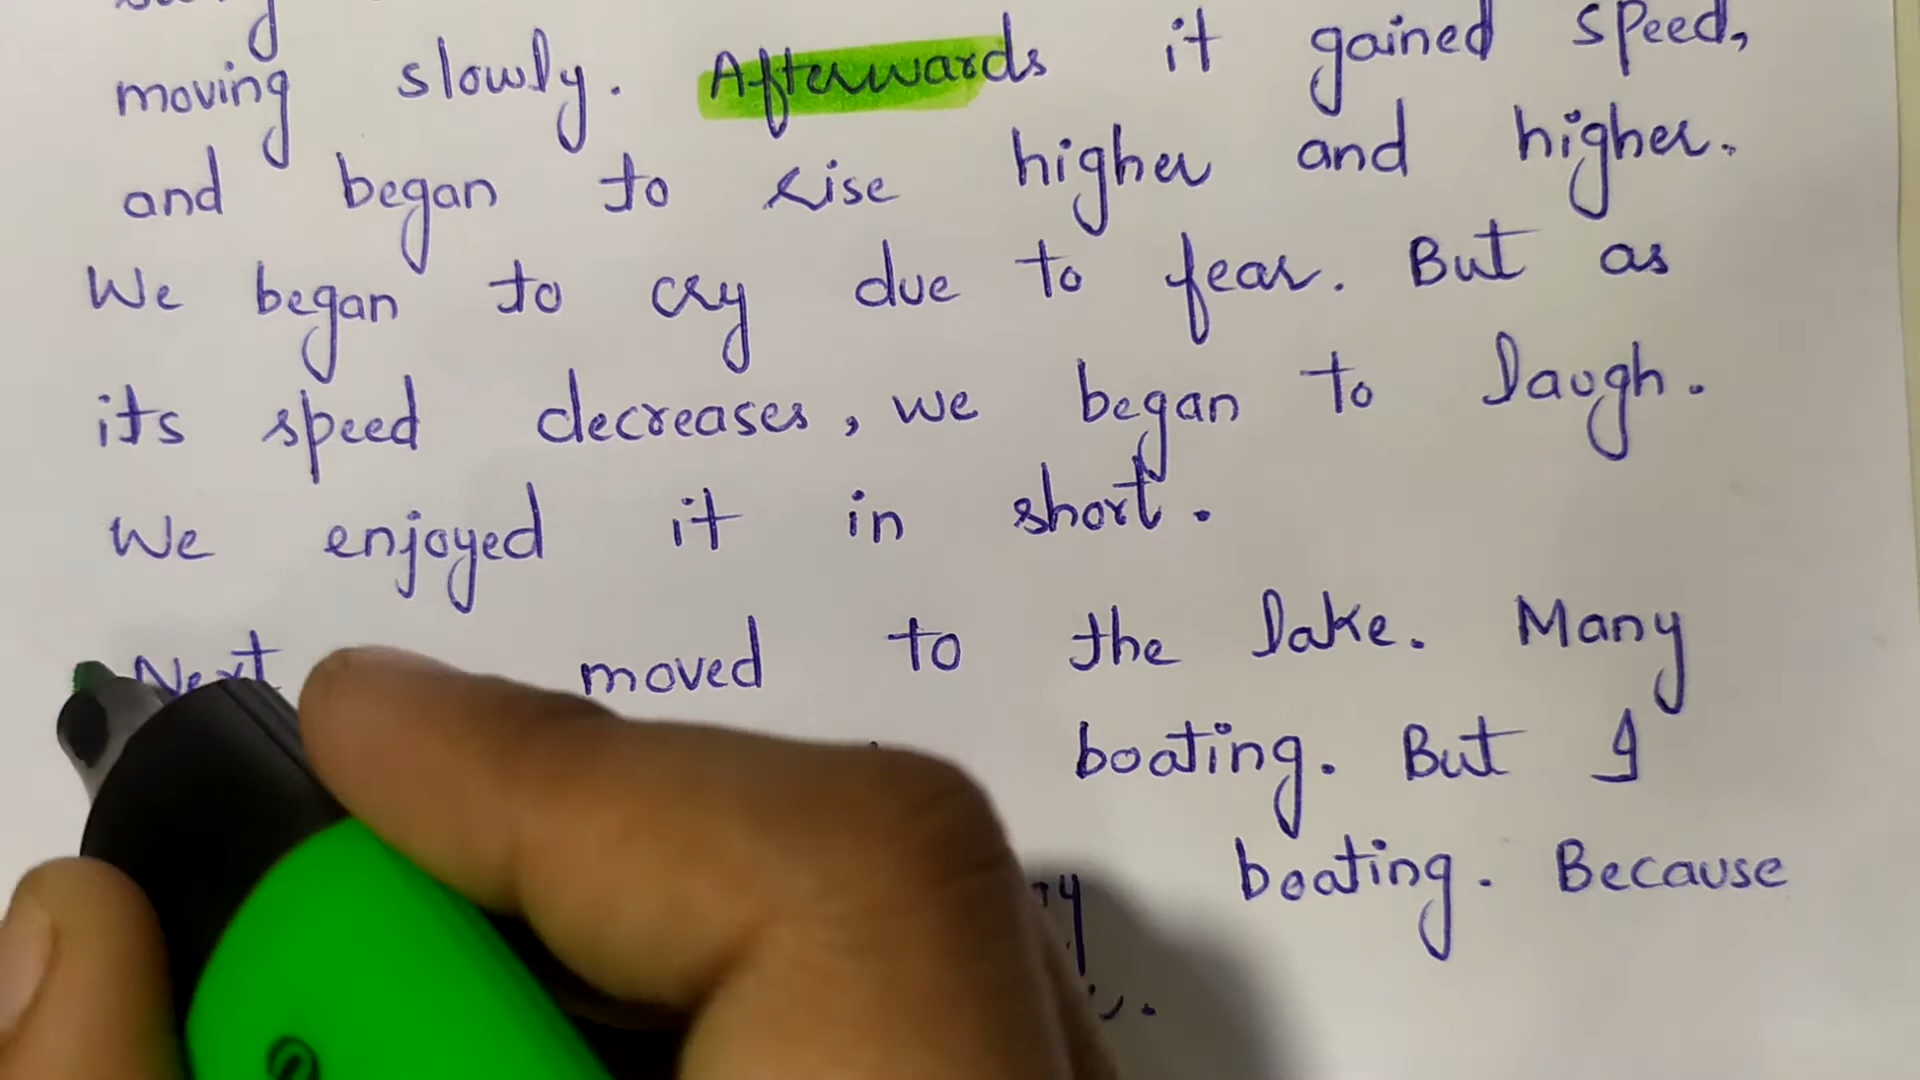 moving slowly. Afterwards it gained speed,
and began to rise higher and higher.
We began to cry due to fear. But as
its speed decreases, we began to laugh.
We enjoyed it in short.
Next moved to the lake. Many
boating. But I
boating. Because